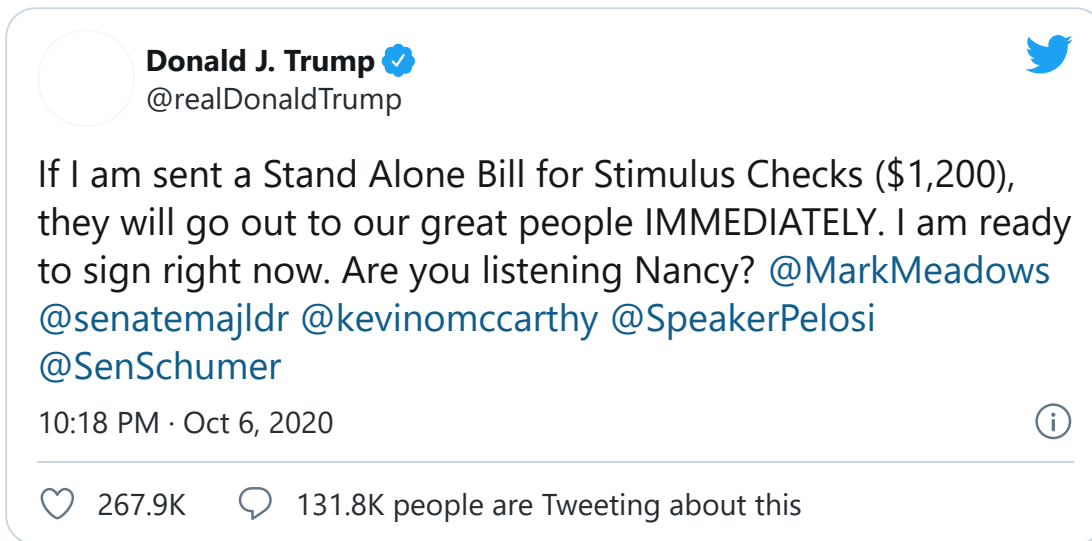 Donald J. Trump
@realDonaldTrump
If I am sent a Stand Alone Bill for Stimulus Checks ($1,200),
they will go out to our great people IMMEDIATELY. I am ready
to sign right now. Are you listening Nancy? @MarkMeadows
@senatemajldr @kevinomccarthy @SpeakerPelosi
@SenSchumer
10:18 PM · Oct 6, 2020
267.9K 131.8K people are Tweeting about this